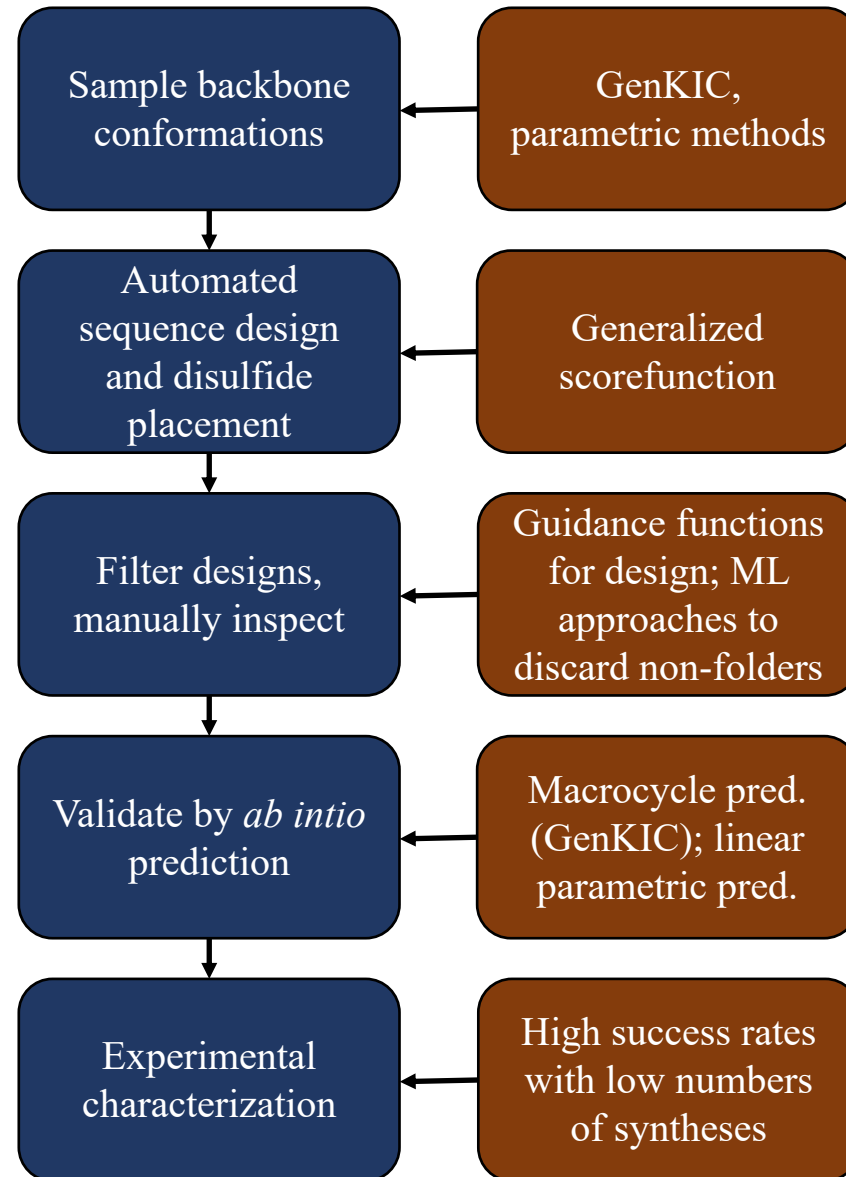 Sample backbone
conformations
GenKIC,
parametric methods
Automated
sequence design
and disulfide
placement
Generalized
scorefunction
Filter designs,
manually inspect
Guidance functions
for design; ML
approaches to
discard non-folders
Validate by ab intio
prediction
Macrocycle pred.
(GenKIC); linear
parametric pred.
Experimental
characterization
High success rates
with low numbers
of syntheses